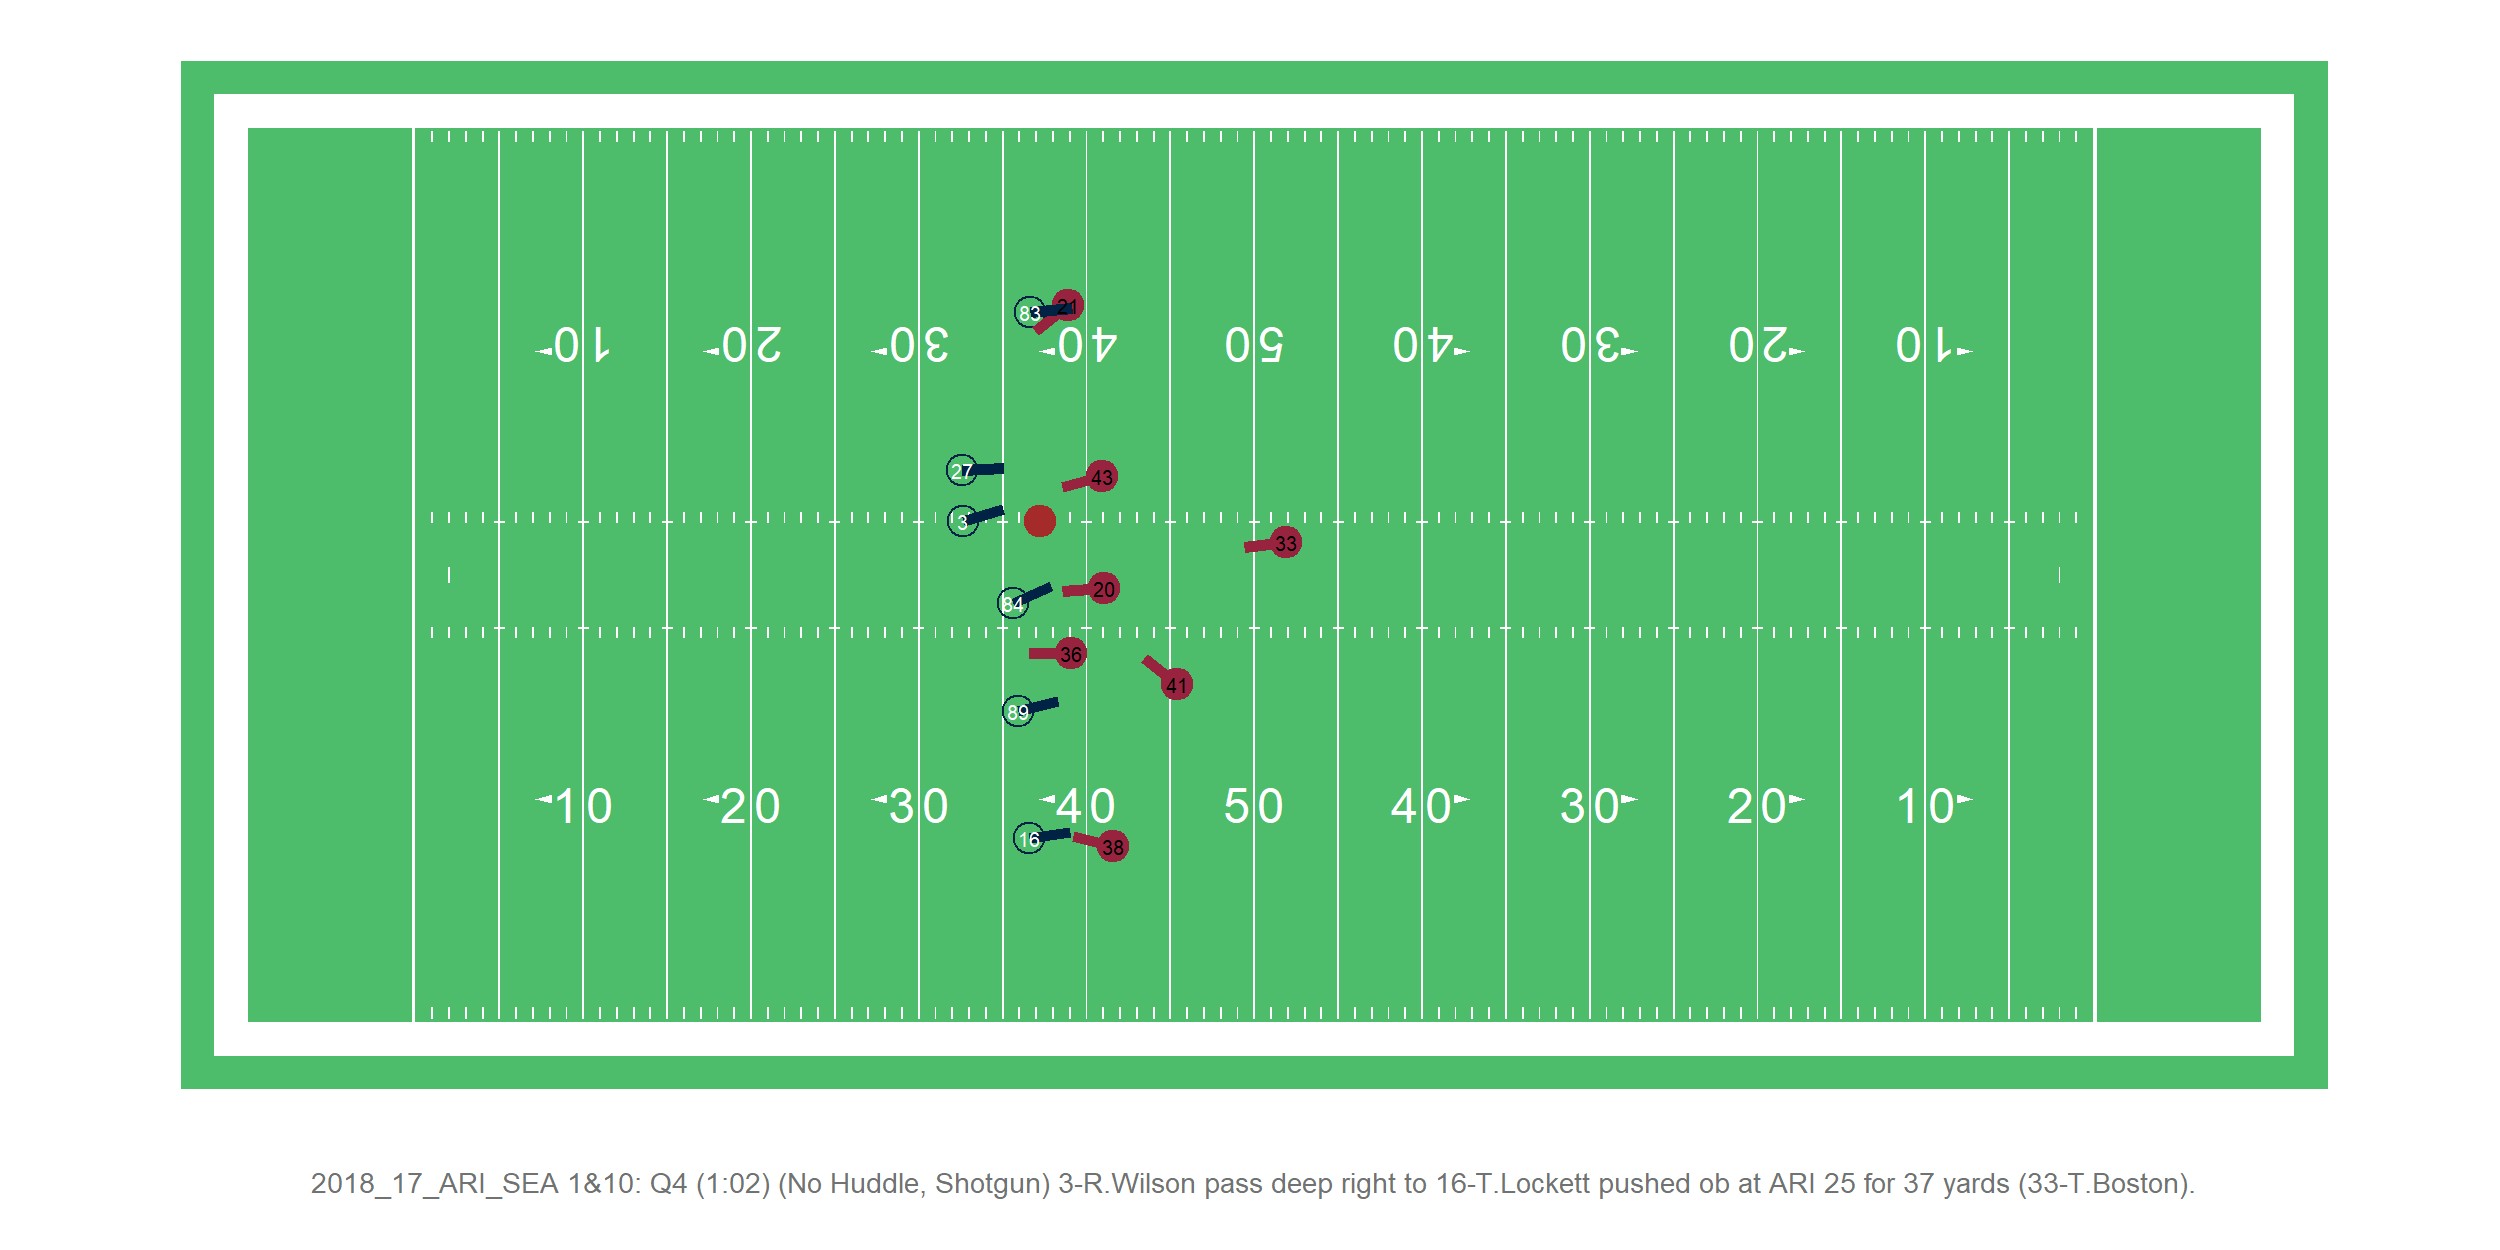 10 20 30 40 50 40 30 20 10
83 21
27 43
3 33
84 20
36 41
89
10 20 30 40 50 40 30 20 10
16 38
2018_17_ARI_SEA 1&10: Q4 (1:02) (No Huddle, Shotgun) 3-R.Wilson pass deep right to 16-T.Lockett pushed ob at ARI 25 for 37 yards (33-T.Boston).